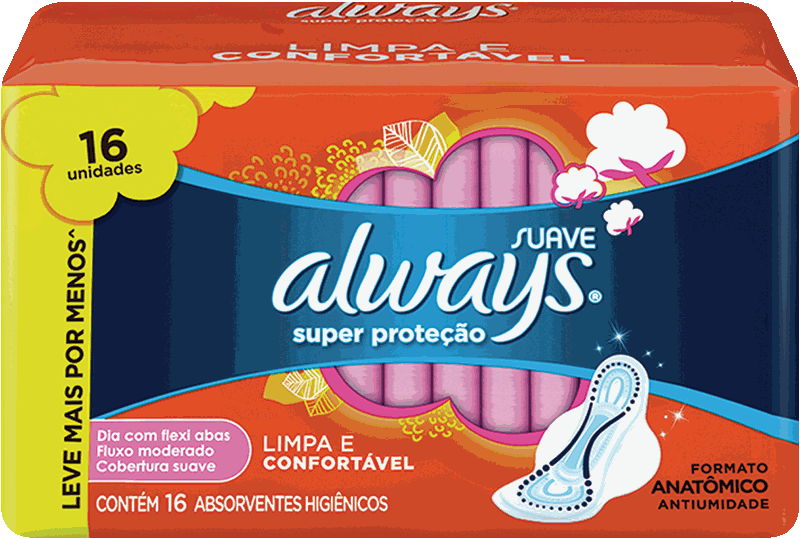 always
super proteção
LIMPA E
CONFORTÁVEL
16
unidades
LEVE MAIS POR MENOS^
SUAVE
always®
super proteção
Dia com flexi abas
Fluxo moderado
Cobertura suave
LIMPA E
CONFORTÁVEL
CONTÉM 16 ABSORVENTES HIGIÊNICOS
FORMATO
ANATÔMICO
ANTIUMIDADE